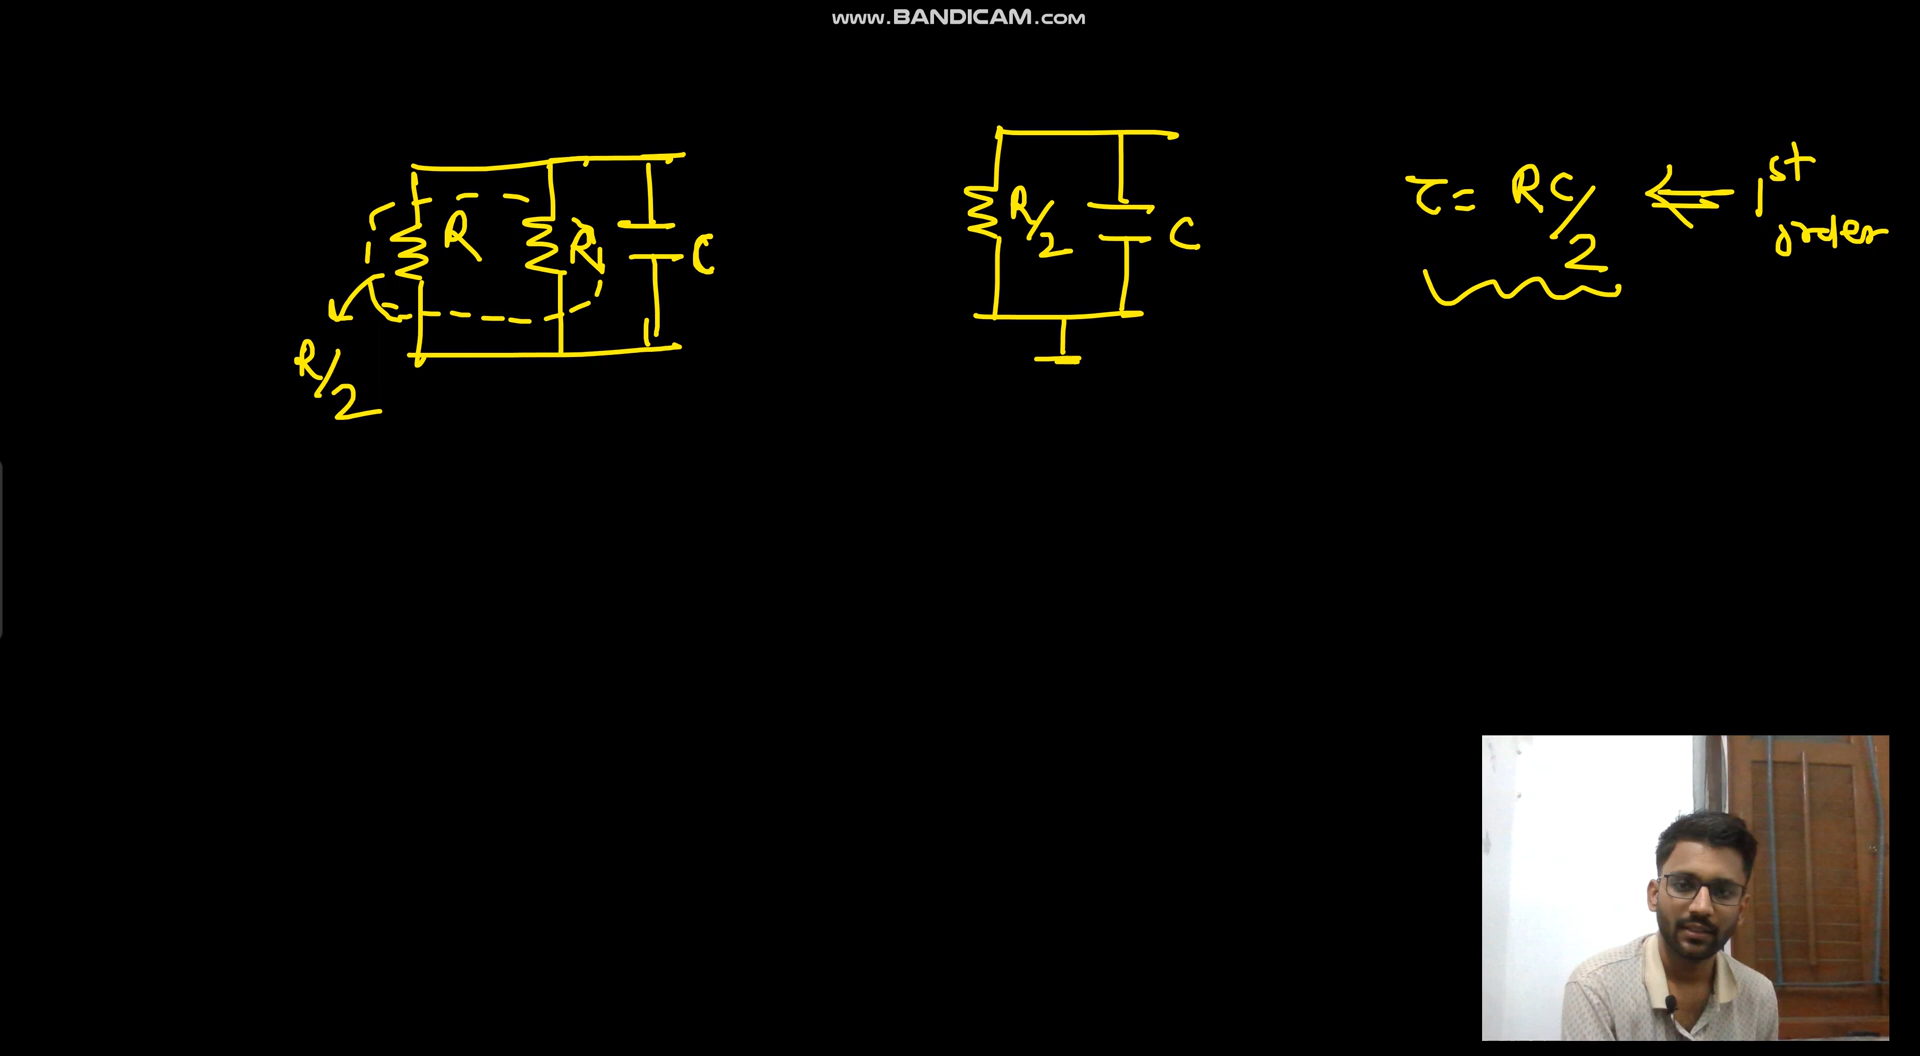 www.BANDICAM.com
R
R
C
R/2
R/2
C
τ = RC/2
1st
order